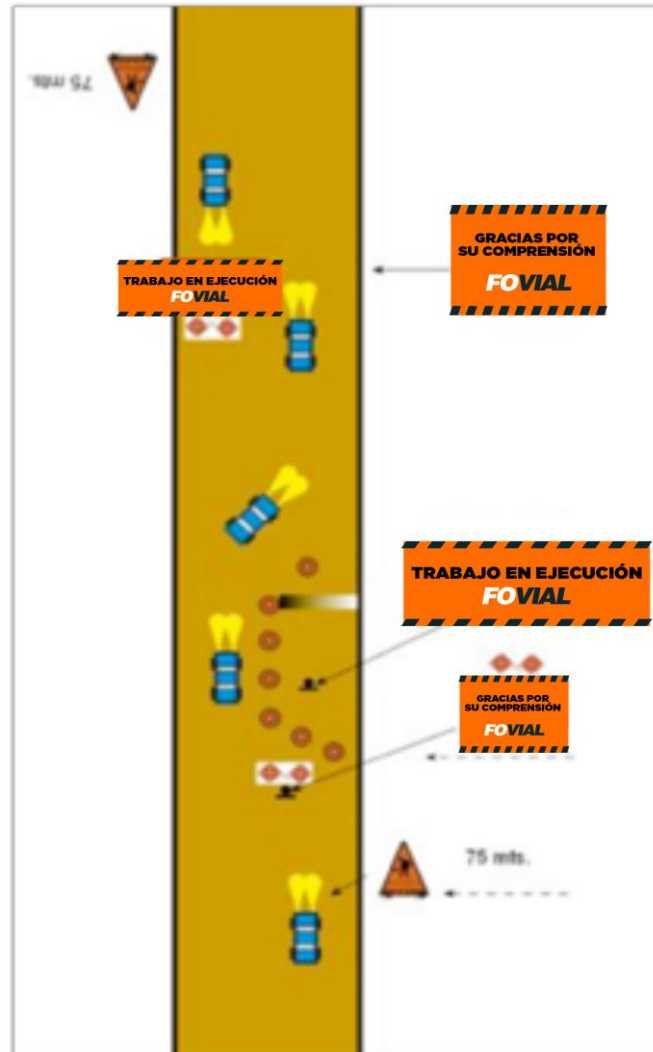 75 mts.
GRACIAS POR
SU COMPRENSIÓN
FOVIAL
TRABAJO EN EJECUCIÓN
FOVIAL
TRABAJO EN EJECUCIÓN
FOVIAL
GRACIAS POR
SU COMPRENSIÓN
FOVIAL
75 mts.